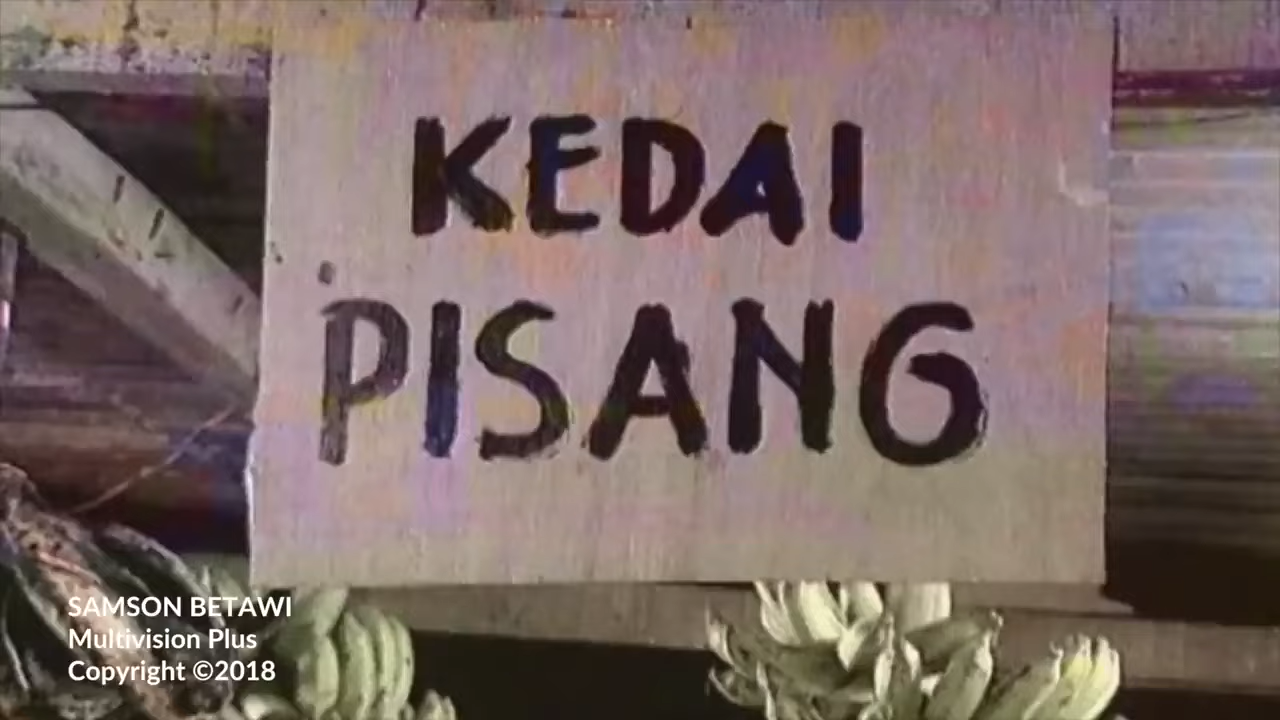 KEDAI
PISANG
SAMSON BETAWI
Multivision Plus
Copyright ©2018